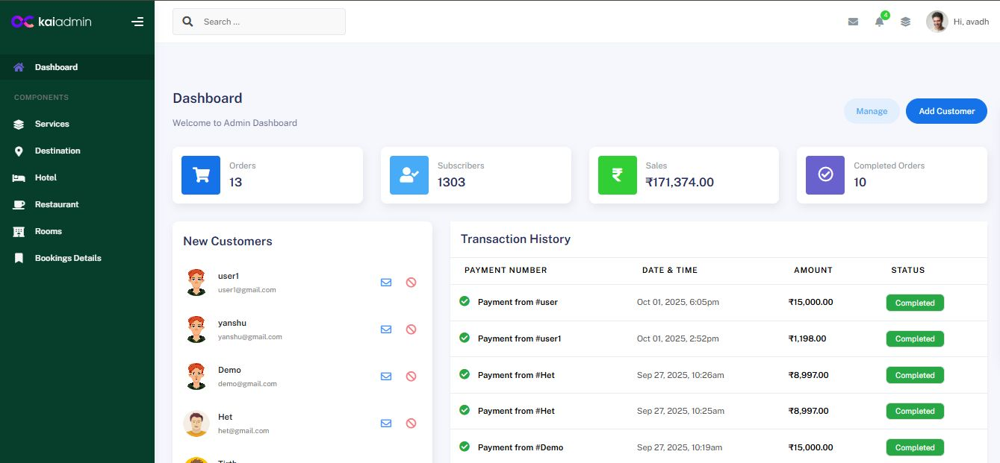 kaiadmin
Search ...
4
Hi, avadh
Dashboard
COMPONENTS
Services
Destination
Hotel
Restaurant
Rooms
Bookings Details
Dashboard
Welcome to Admin Dashboard
Manage
Add Customer
Orders
13
Subscribers
1303
Sales
₹171,374.00
Completed Orders
10
New Customers
user1
user1@gmail.com
yanshu
yanshu@gmail.com
Demo
demo@gmail.com
Het
het@gmail.com
Tirth
Transaction History
PAYMENT NUMBER DATE & TIME AMOUNT STATUS
Payment from #user Oct 01, 2025, 6:05pm ₹15,000.00 Completed
Payment from #user1 Oct 01, 2025, 2:52pm ₹1,198.00 Completed
Payment from #Het Sep 27, 2025, 10:26am ₹8,997.00 Completed
Payment from #Het Sep 27, 2025, 10:25am ₹8,997.00 Completed
Payment from #Demo Sep 27, 2025, 10:19am ₹15,000.00 Completed